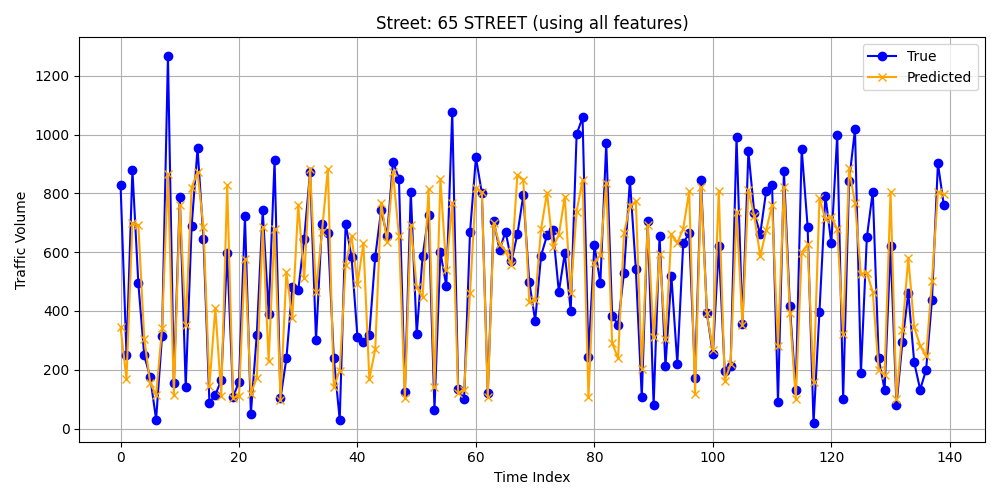 Street: 65 STREET (using all features)
True
Predicted
Traffic Volume
1200
1000
800
600
400
200
0
0 20 40 60 80 100 120 140
Time Index